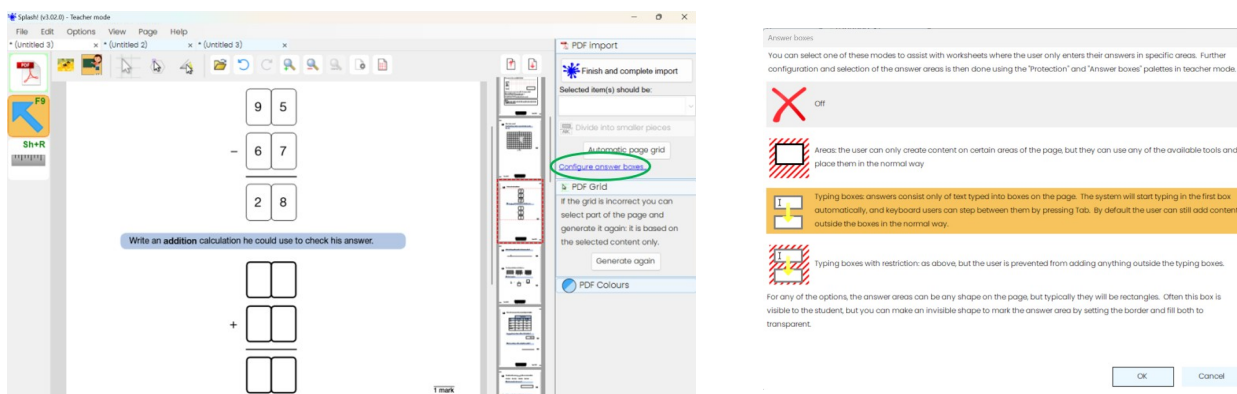 Splash! (v3.02.0) - Teacher mode
File Edit Options View Page Help
* (Untitled 3) x * (Untitled 2) x * (Untitled 3) x
PDF
F9
Sh+R
9 5
- 6 7
2 8
Write an addition calculation he could use to check his answer.
+
1 mark
PDF import
Finish and complete import
Selected item(s) should be:
Divide into smaller pieces
Automatic page grid
Configure answer boxes...
PDF Grid
If the grid is incorrect you can
select part of the page and
generate it again: it is based on
the selected content only.
Generate again
PDF Colours
Answer boxes
You can select one of these modes to assist with worksheets where the user only enters their answers in specific areas. Further
configuration and selection of the answer areas is then done using the "Protection" and "Answer boxes" palettes in teacher mode.
Off
Areas: the user can only create content on certain areas of the page, but they can use any of the available tools and
place them in the normal way
Typing boxes: answers consist only of text typed into boxes on the page. The system will start typing in the first box
automatically, and keyboard users can step between them by pressing Tab. By default the user can still add content
outside the boxes in the normal way.
Typing boxes with restriction: as above, but the user is prevented from adding anything outside the typing boxes.
For any of the options, the answer areas can be any shape on the page, but typically they will be rectangles. Often this box is
visible to the student, but you can make an invisible shape to mark the answer area by setting the border and fill both to
transparent.
OK Cancel